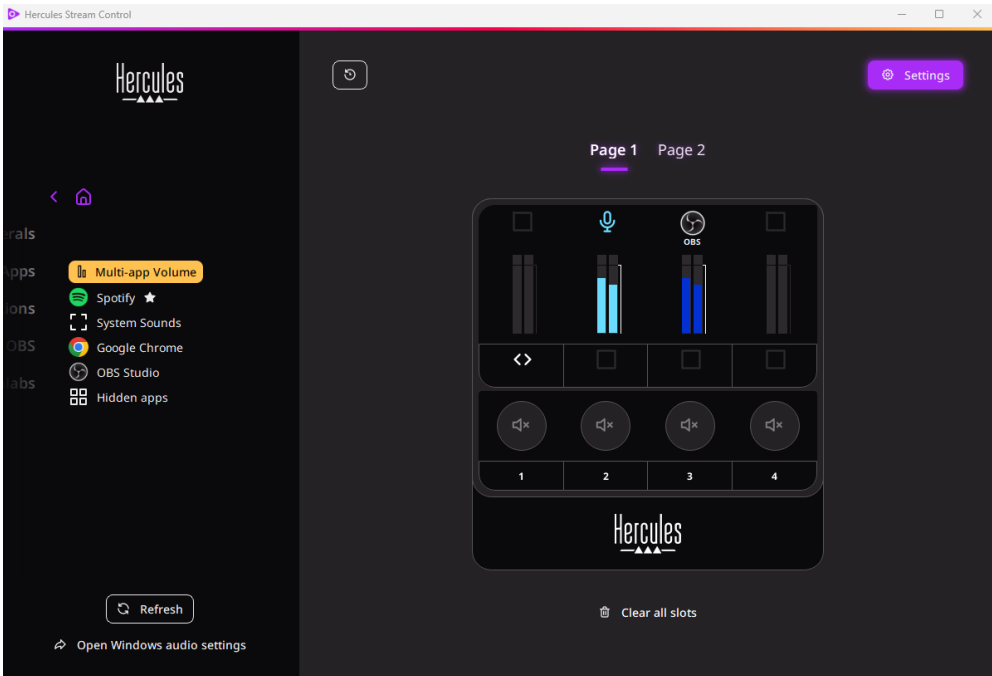 Hercules Stream Control
Hercules
Settings
Page 1 Page 2
erals
Apps
ions
OBS
labs
Multi-app Volume
Spotify
System Sounds
Google Chrome
OBS Studio
Hidden apps
OBS
1 2 3 4
Hercules
Clear all slots
Refresh
Open Windows audio settings